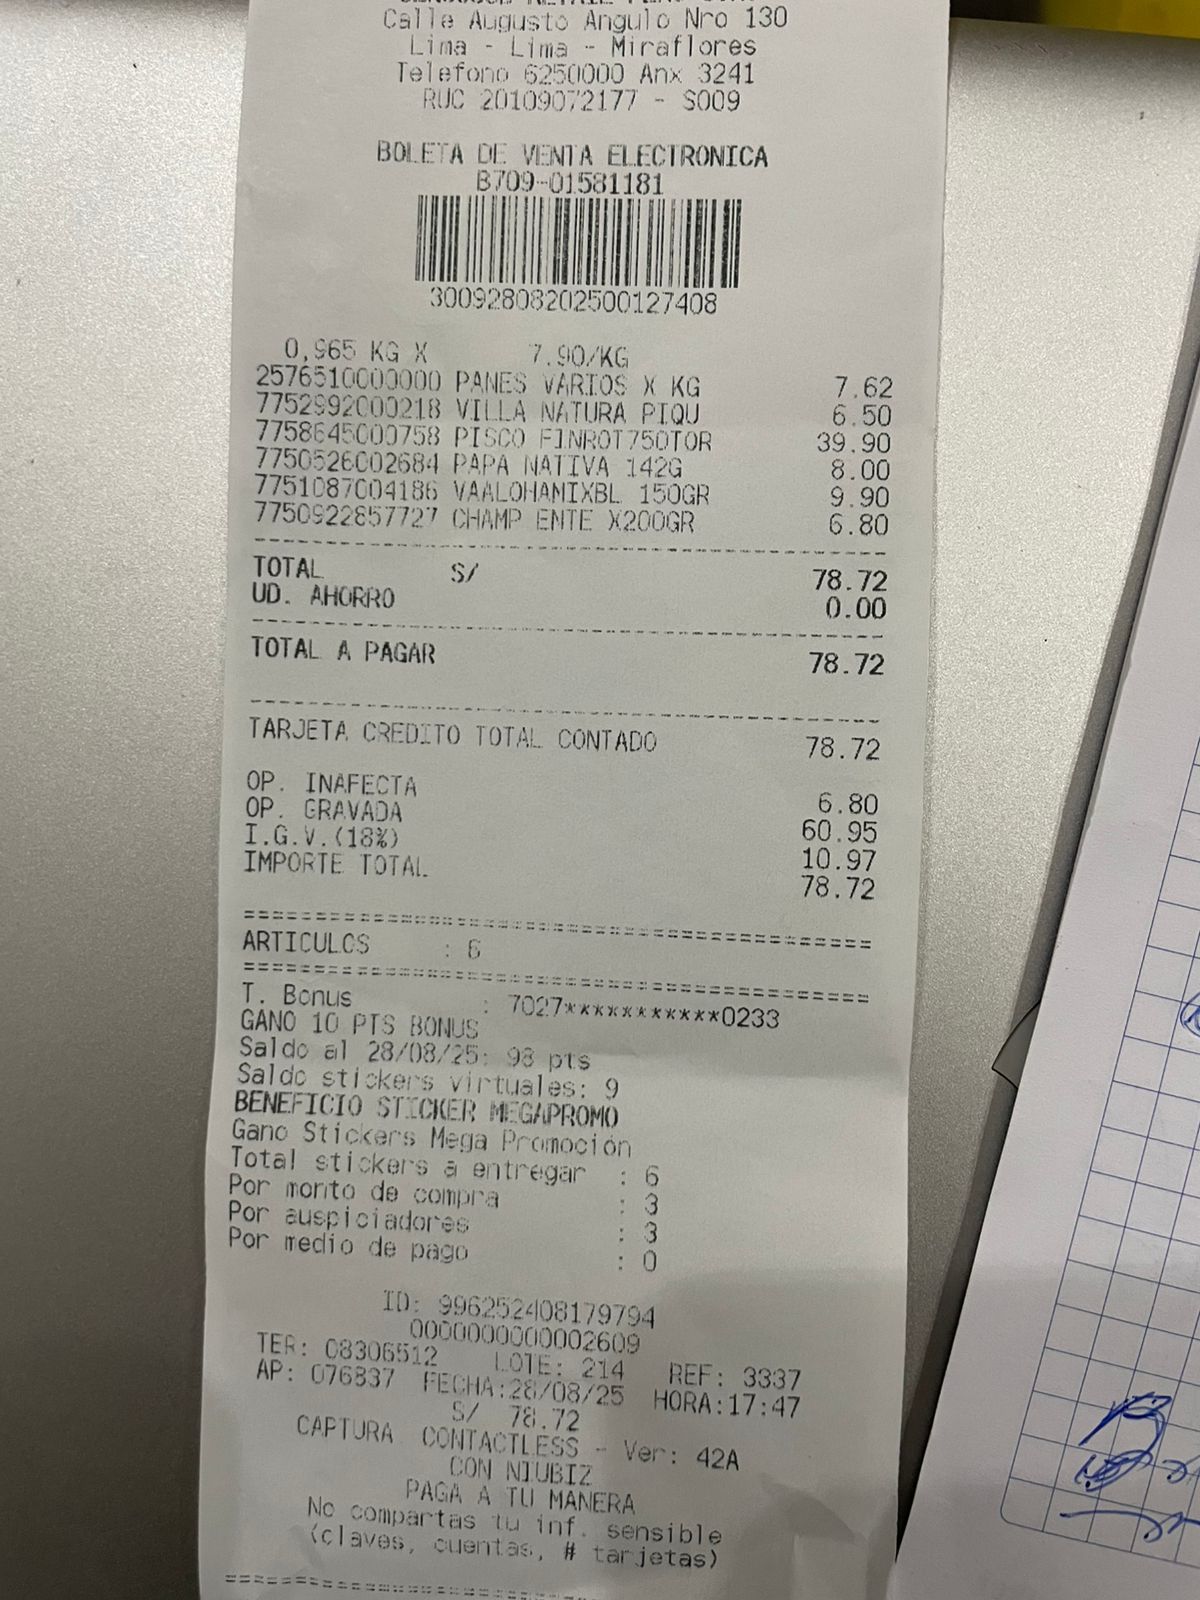 Calle Augusto Angulo Nro 130
Lima - Lima - Miraflores
Telefono 6250000 Anx 3241
RUC 20109072177 - S009
BOLETA DE VENTA ELECTRONICA
B709-01581181
30092808202500127408
0,965 KG X 7.90/KG
2576510000000 PANES VARIOS X KG 7.62
7752992000218 VILLA NATURA PIQU 6.50
7758645000758 PISCO FINROT750TOR 39.90
7750526002684 PAPA NATIVA 142G 8.00
7751087004186 VAALOHAMIXBL 150GR 9.90
7750922857727 CHAMP ENTE X200GR 6.80
TOTAL S/ 78.72
UD. AHORRO 0.00
TOTAL A PAGAR 78.72
TARJETA CREDITO TOTAL CONTADO 78.72
OP. INAFECTA 6.80
OP. GRAVADA 60.95
I.G.V.(18%) 10.97
IMPORTE TOTAL 78.72
ARTICULOS : 6
T. Bonus : 7027***********0233
GANO 10 PTS BONUS
Saldo al 28/08/25: 98 pts
Saldo stickers virtuales: 9
BENEFICIO STICKER MEGAPROMO
Gano Stickers Mega Promoción
Total stickers a entregar : 6
Por monto de compra : 3
Por auspiciadores : 3
Por medio de pago : 0
ID: 996252408179794
0000000000002609
TER: 08306512 LOTE: 214 REF: 3337
AP: 076837 FECHA:28/08/25 HORA:17:47
S/ 78.72
CAPTURA CONTACTLESS - Ver: 42A
CON NIUBIZ
PAGA A TU MANERA
No compartas tu inf. sensible
(claves, cuentas, # tarjetas)